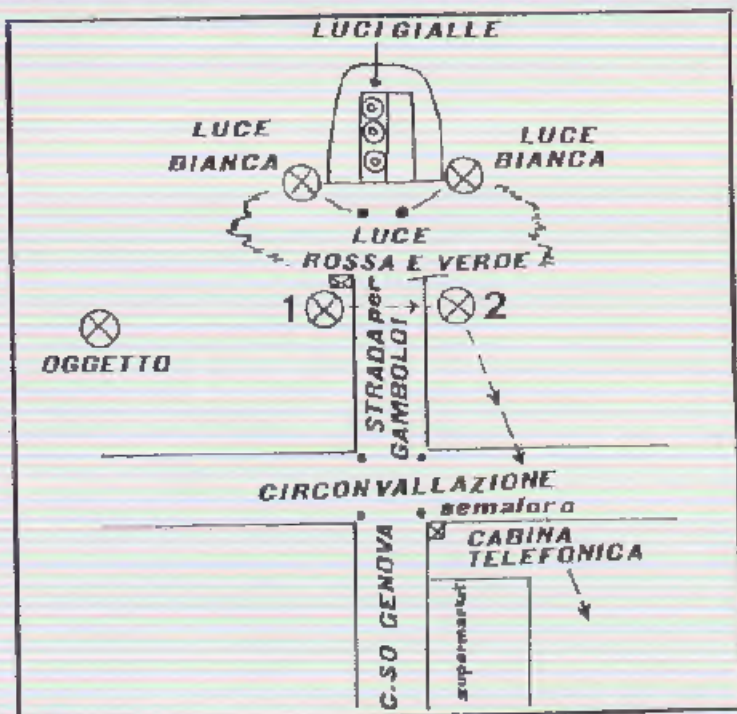 LUCI GIALLE
LUCE
BIANCA
LUCE
BIANCA
LUCE
ROSSA E VERDE
1
2
OGGETTO
STRADA per
GAMBOLOI
CIRCONVALLAZIONE
semaforo
CABINA
TELEFONICA
C.SO GENOVA
supermarket